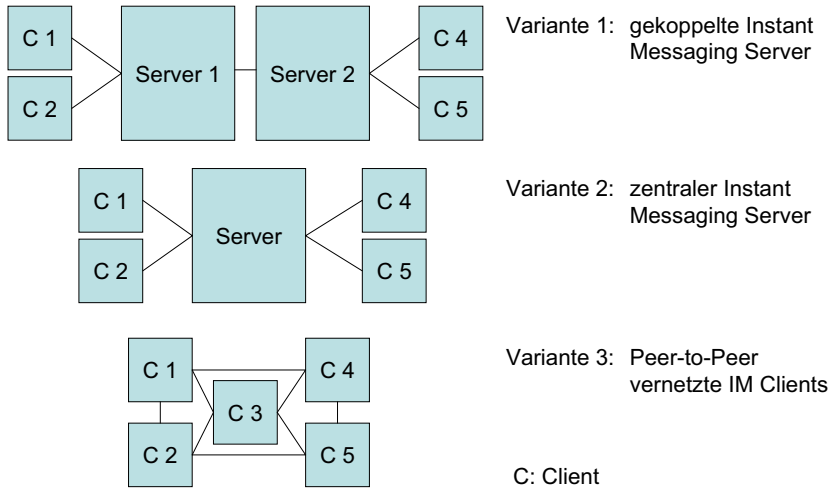 C 1
C 2
Server 1
Server 2
C 4
C 5
Variante 1: gekoppelte Instant
Messaging Server
C 1
C 2
Server
C 4
C 5
Variante 2: zentraler Instant
Messaging Server
C 1
C 2
C 3
C 4
C 5
Variante 3: Peer-to-Peer
vernetzte IM Clients
C: Client